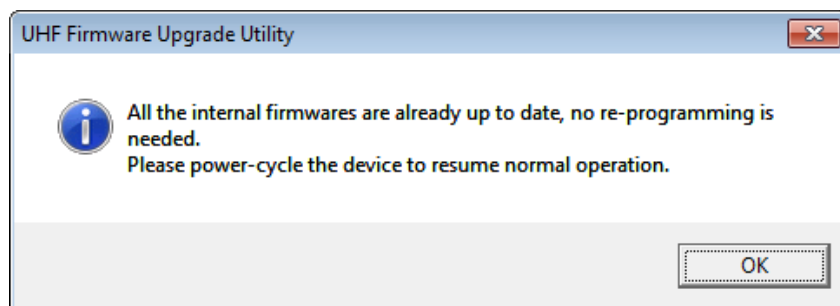 UHF Firmware Upgrade Utility
All the internal firmwares are already up to date, no re-programming is
needed.
Please power-cycle the device to resume normal operation.
OK